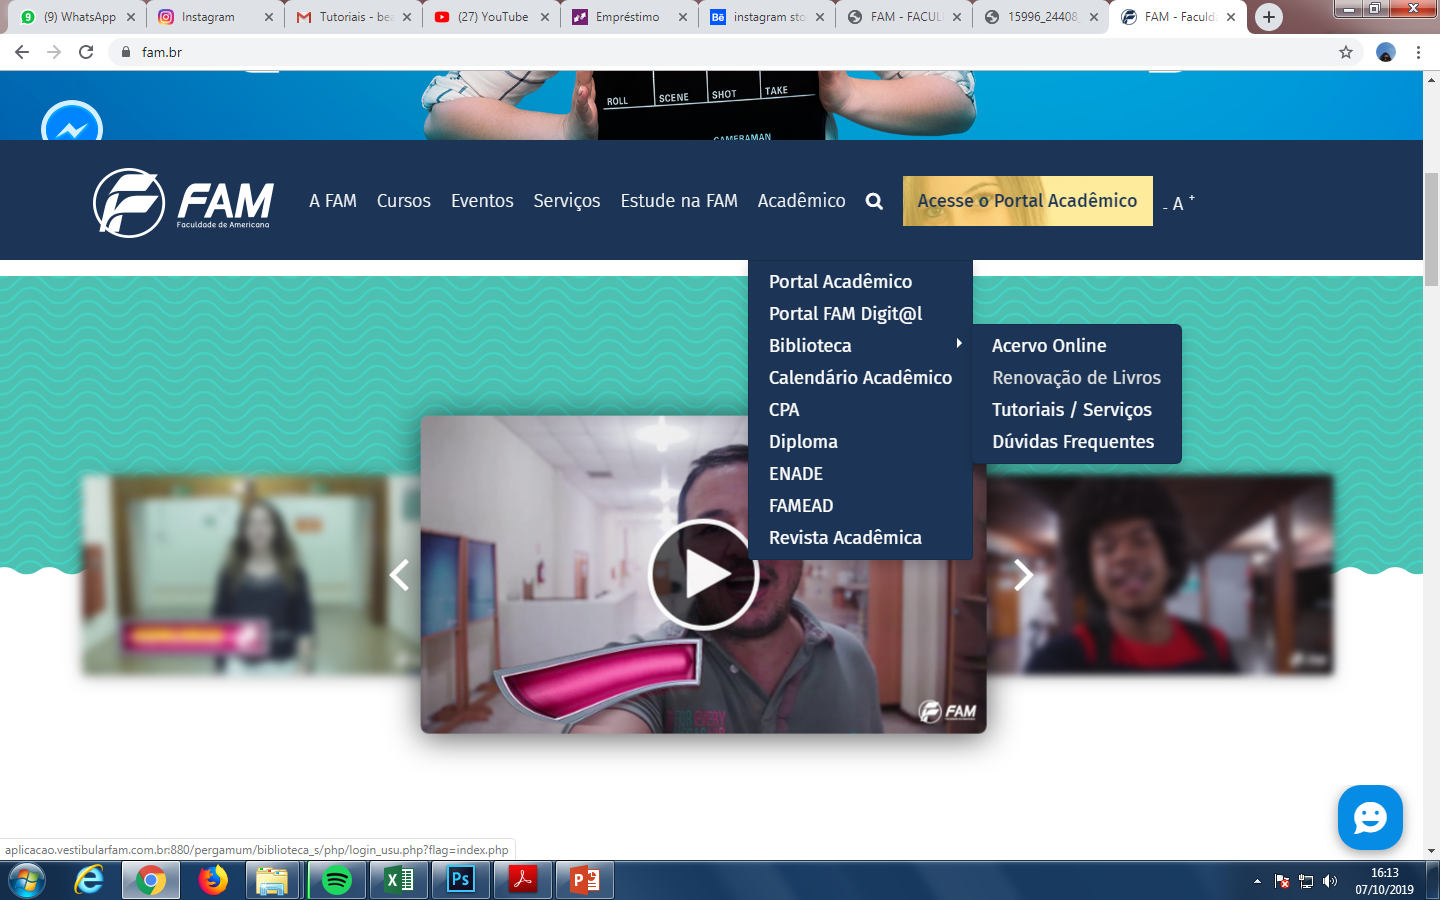 (9) WhatsApp
Instagram
Tutoriais - bea
(27) YouTube
Empréstimo
instagram sto
FAM - FACUL
15996_24408
FAM - Faculd
fam.br
ROLL
SCENE
SHOT
TAKE
CAMERAMAN
FAM
Faculdade de Americana
A FAM
Cursos
Eventos
Serviços
Estude na FAM
Acadêmico
Acesse o Portal Acadêmico
- A +
Portal Acadêmico
Portal FAM Digit@l
Biblioteca
Calendário Acadêmico
CPA
Diploma
ENADE
FAMEAD
Revista Acadêmica
Acervo Online
Renovação de Livros
Tutoriais / Serviços
Dúvidas Frequentes
FAM
aplicacao.vestibularfam.com.br:880/pergamum/biblioteca_s/php/login_usu.php?flag=index.php
16:13
07/10/2019